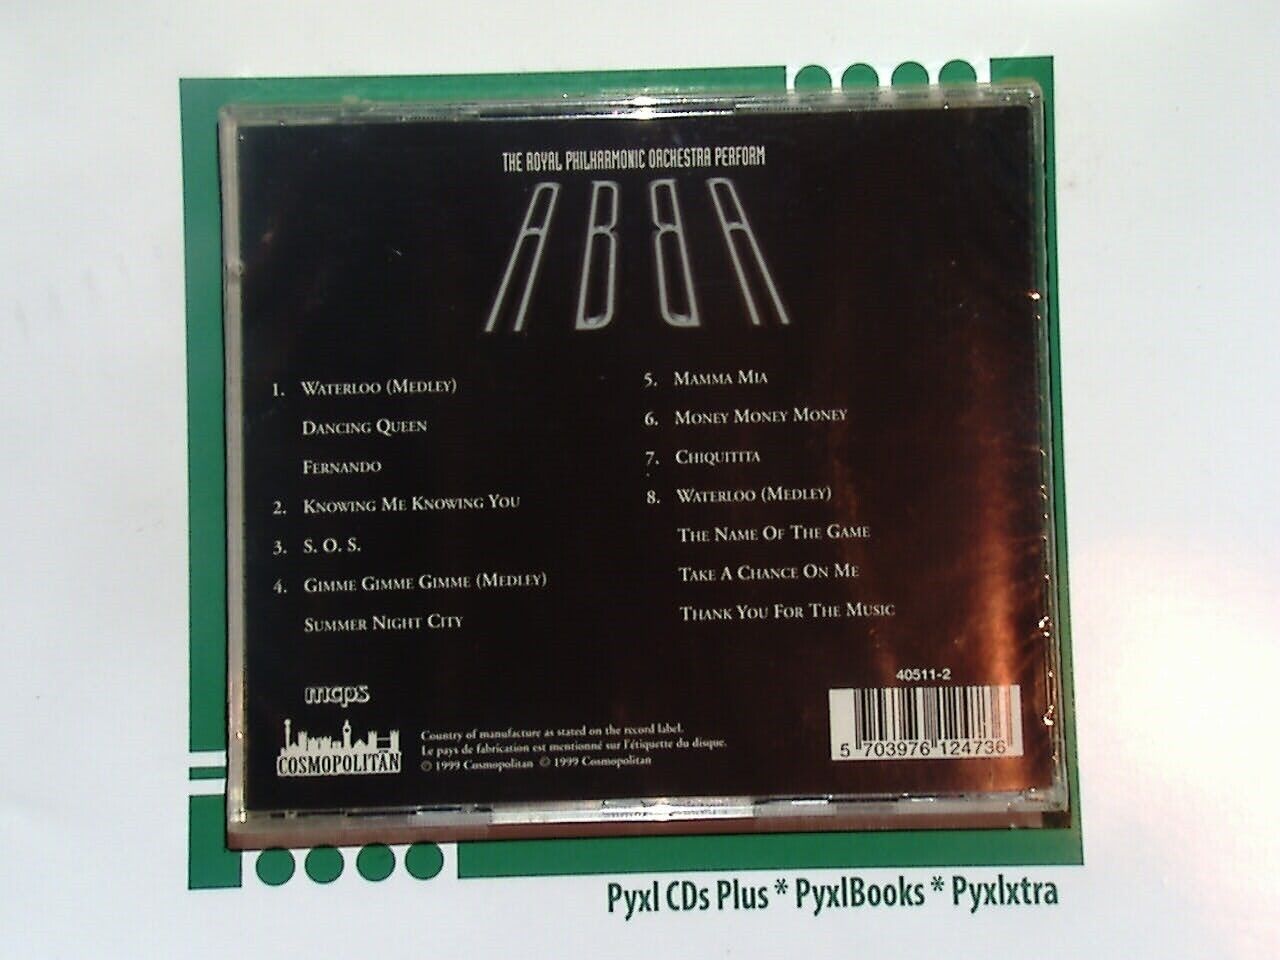 THE ROYAL PHILHARMONIC ORCHESTRA PERFORM
ABBA
1. WATERLOO (MEDLEY)
DANCING QUEEN
FERNANDO
2. KNOWING ME KNOWING YOU
3. S. O. S.
4. GIMME GIMME GIMME (MEDLEY)
SUMMER NIGHT CITY
5. MAMMA MIA
6. MONEY MONEY MONEY
7. CHIQUITITA
8. WATERLOO (MEDLEY)
THE NAME OF THE GAME
TAKE A CHANCE ON ME
THANK YOU FOR THE MUSIC
mcps
COSMOPOLITAN
Country of manufacture as stated on the record label.
Le pays de fabrication est mentionné sur l'étiquette du disque.
℗ 1999 Cosmopolitan © 1999 Cosmopolitan
40511-2
5 703976 124736
Pyxl CDs Plus * PyxlBooks * Pyxlxtra